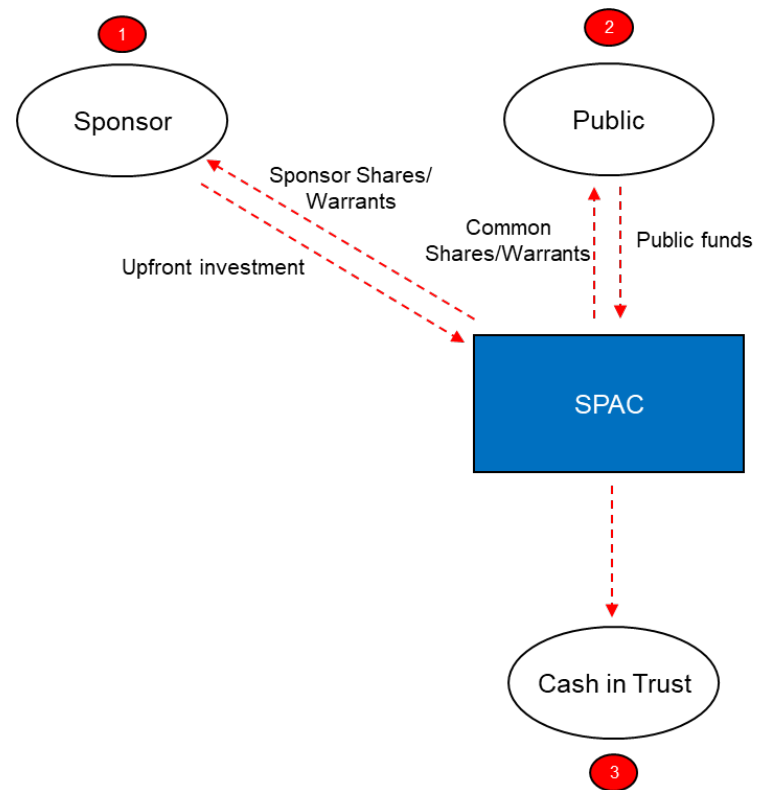 1
2
Sponsor
Public
Sponsor Shares/
Warrants
Common
Shares/Warrants
Public funds
Upfront investment
SPAC
Cash in Trust
3